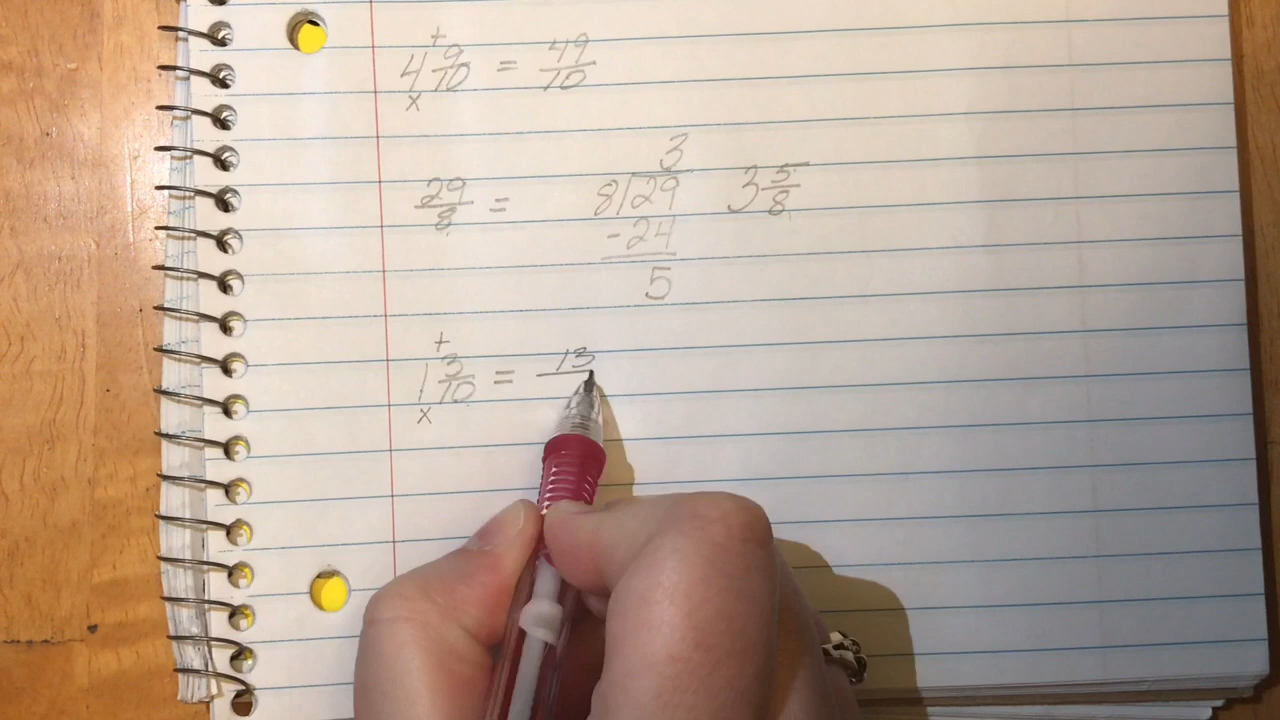 +
4 9/10 = 49/10
x
3
29/8 = 8)29 3 5/8
-24
5
+
1 3/10 = 13/
x